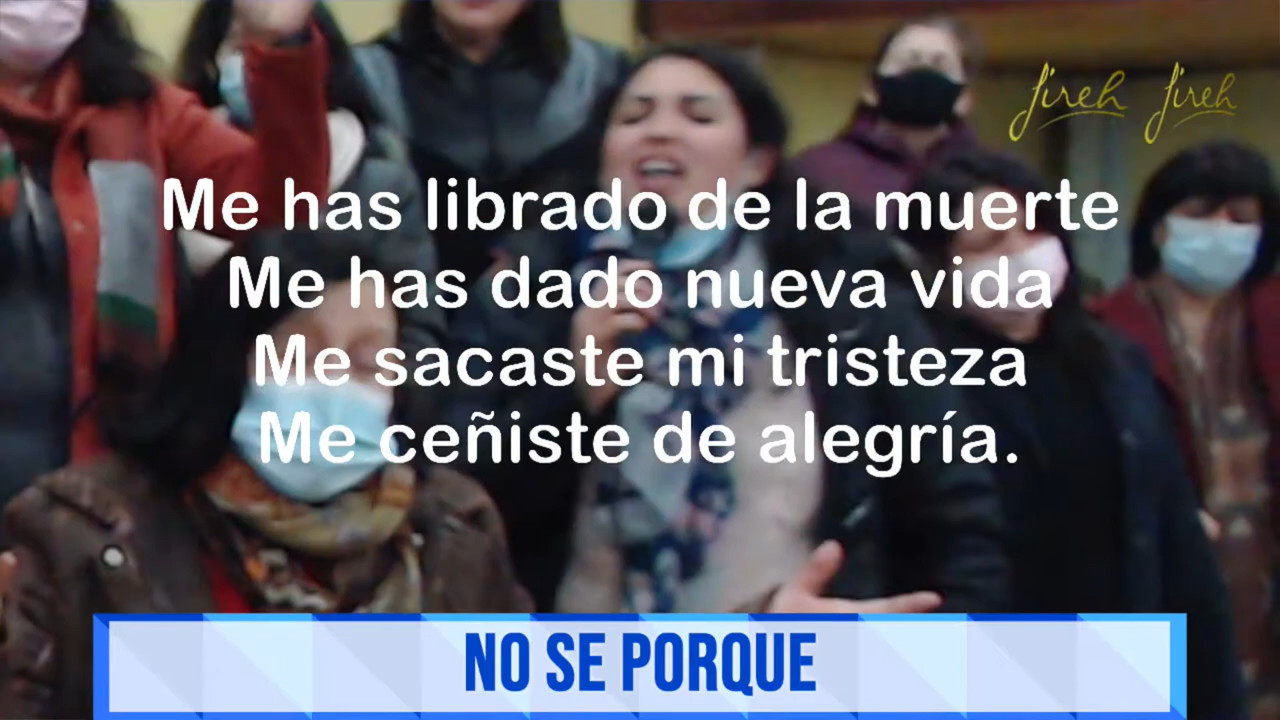 Jireh Jireh
Me has librado de la muerte
Me has dado nueva vida
Me sacaste mi tristeza
Me ceñiste de alegría.
NO SE PORQUE